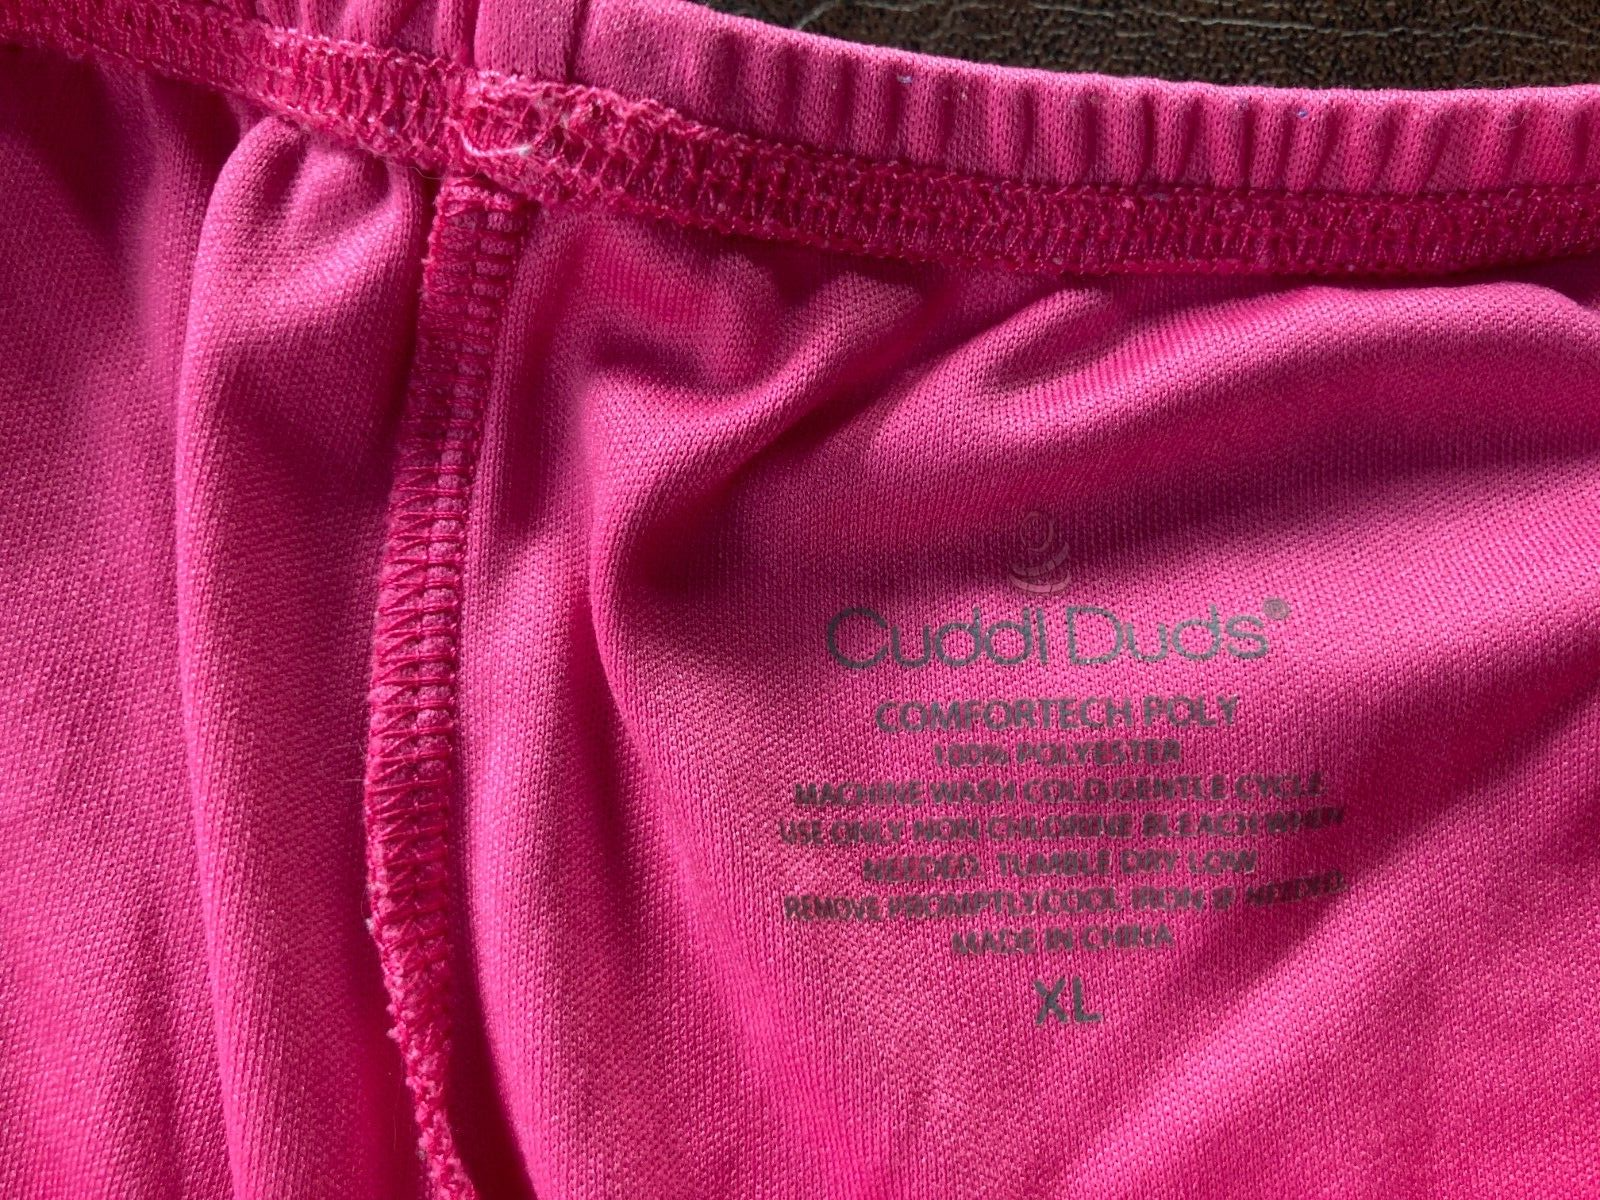 Cuddl Duds®
COMFORTECH POLY
100% POLYESTER
MACHINE WASH COLD,GENTLE CYCLE
USE ONLY NON CHLORINE BLEACH WHEN
NEEDED. TUMBLE DRY LOW
REMOVE PROMPTLY.COOL IRON IF NEEDED.
MADE IN CHINA
XL